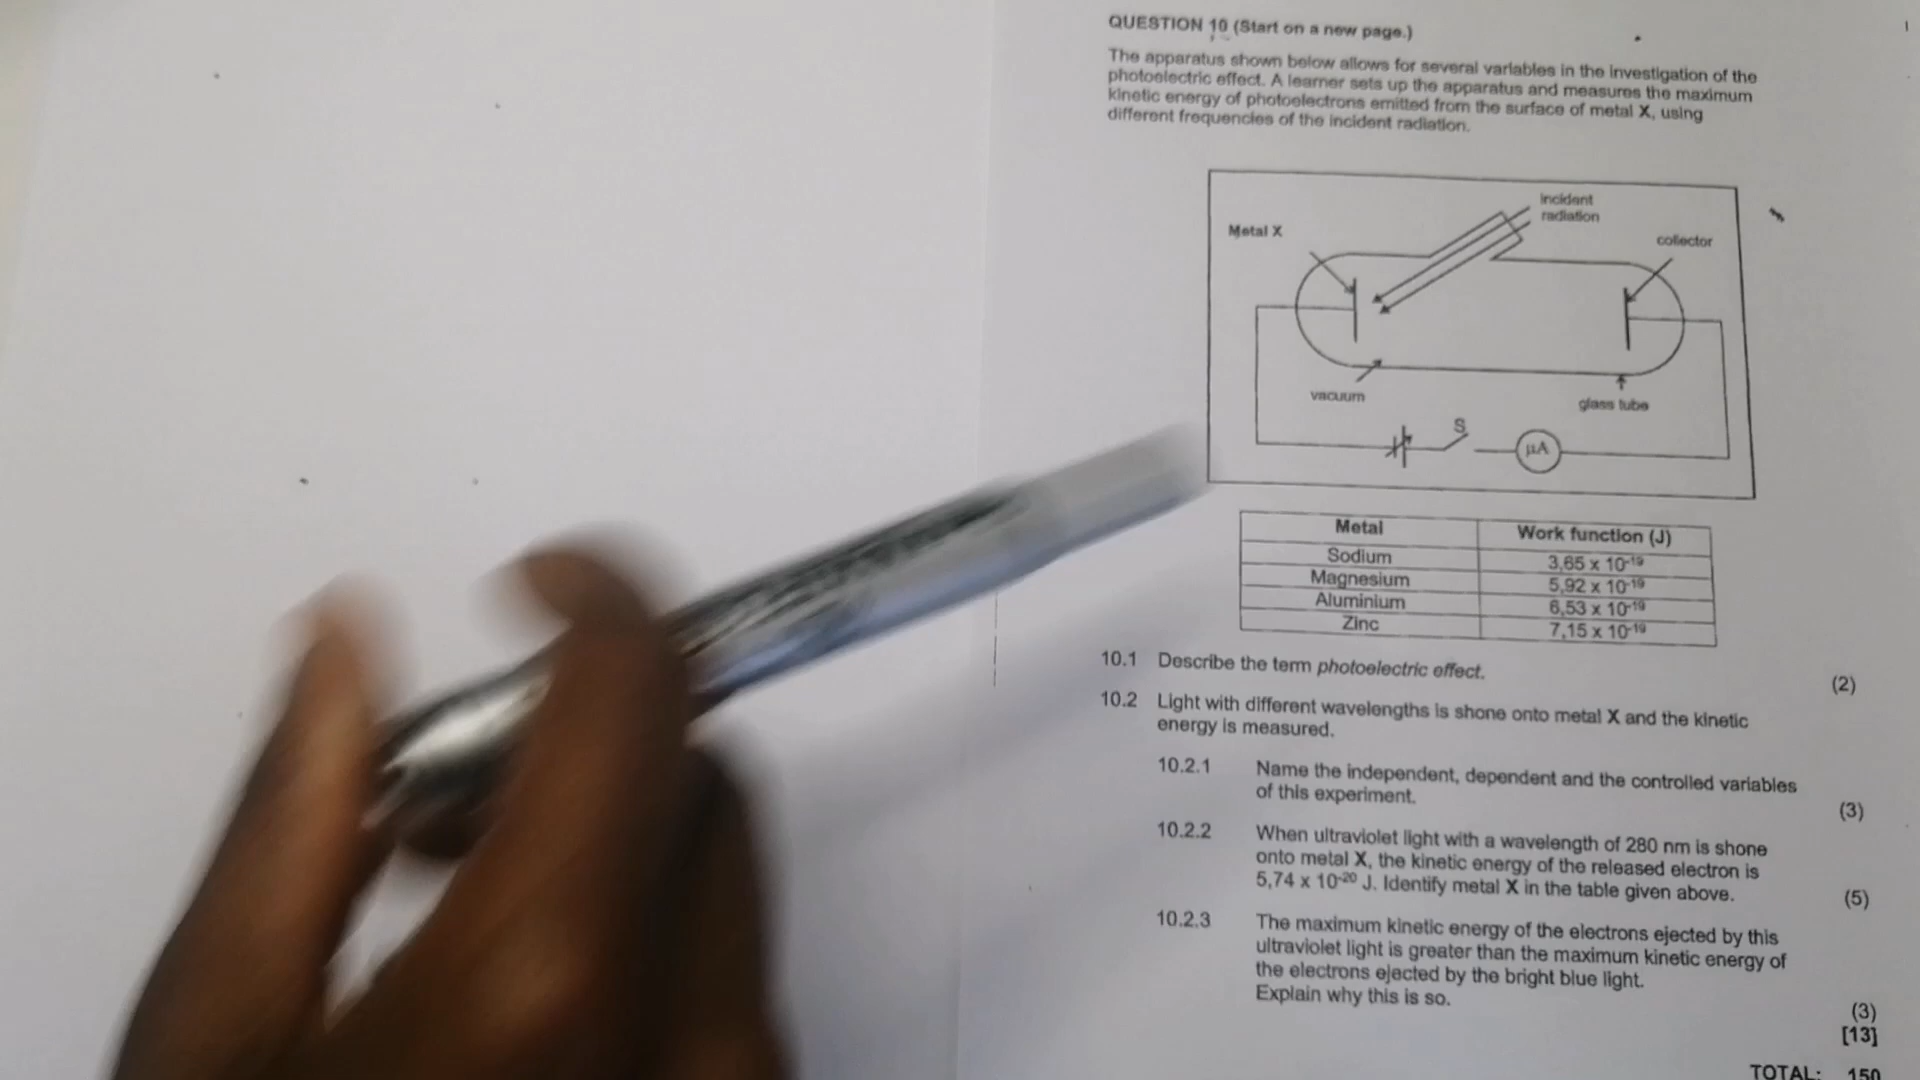 QUESTION 10 (Start on a new page.)
The apparatus shown below allows for several variables in the investigation of the
photoelectric effect. A learner sets up the apparatus and measures the maximum
kinetic energy of photoelectrons emitted from the surface of metal X, using
different frequencies of the incident radiation.
incident
radiation
Metal X
collector
vacuum
glass tube
S
µA
Metal Work function (J)
Sodium 3,65 x 10⁻¹⁹
Magnesium 5,92 x 10⁻¹⁹
Aluminium 6,53 x 10⁻¹⁹
Zinc 7,15 x 10⁻¹⁹
10.1 Describe the term photoelectric effect.
(2)
10.2 Light with different wavelengths is shone onto metal X and the kinetic
energy is measured.
10.2.1 Name the independent, dependent and the controlled variables
of this experiment.
(3)
10.2.2 When ultraviolet light with a wavelength of 280 nm is shone
onto metal X, the kinetic energy of the released electron is
5,74 x 10⁻²⁰ J. Identify metal X in the table given above.
(5)
10.2.3 The maximum kinetic energy of the electrons ejected by this
ultraviolet light is greater than the maximum kinetic energy of
the electrons ejected by the bright blue light.
Explain why this is so.
(3)
[13]
TOTAL: 150